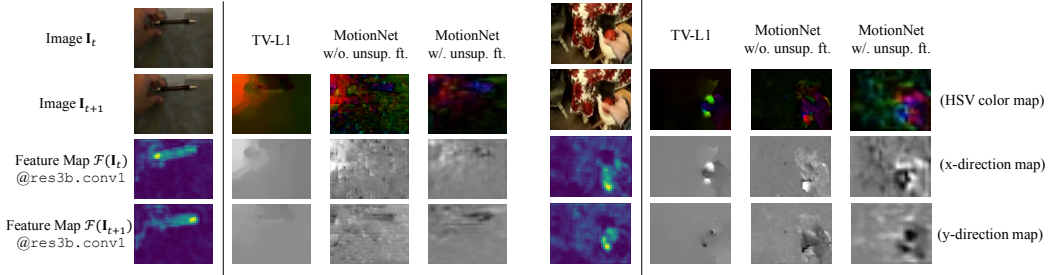 Image I_t
TV-L1
MotionNet
w/o. unsup. ft.
MotionNet
w/. unsup. ft.
TV-L1
MotionNet
w/o. unsup. ft.
MotionNet
w/. unsup. ft.
Image I_{t+1}
(HSV color map)
Feature Map ℱ(I_t)
@res3b.conv1
(x-direction map)
Feature Map ℱ(I_{t+1})
@res3b.conv1
(y-direction map)